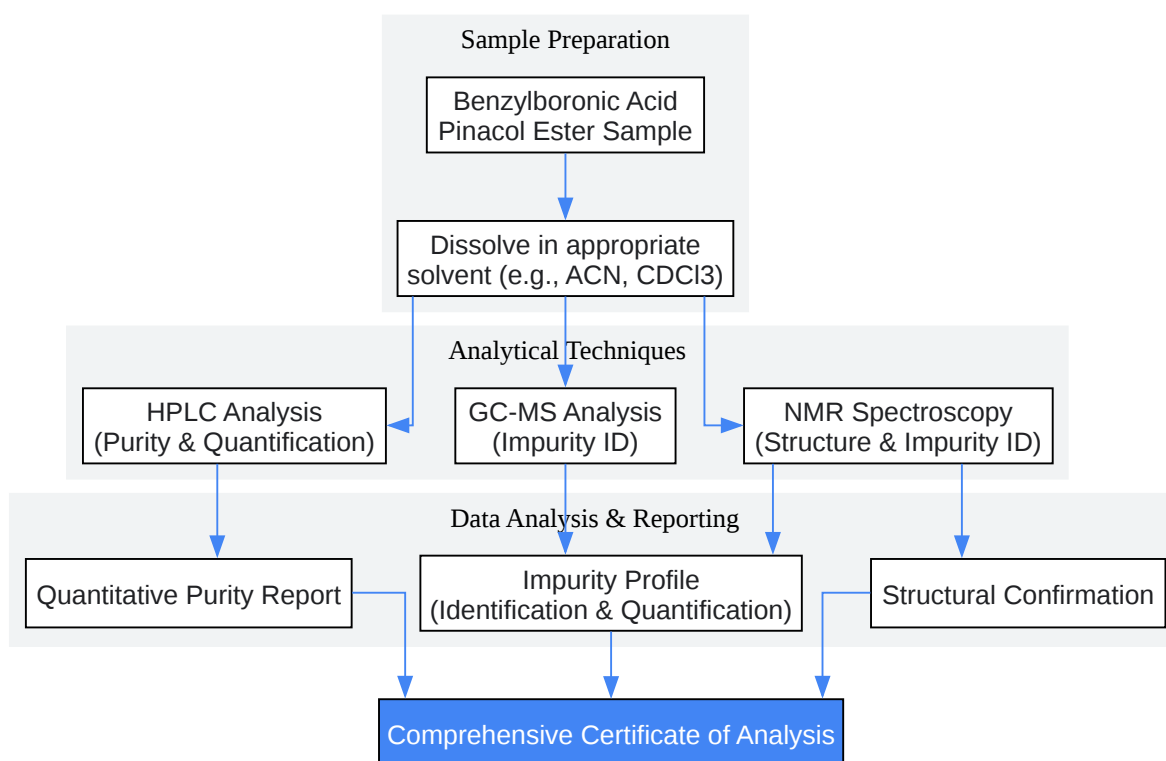 Sample Preparation
Benzylboronic Acid
Pinacol Ester Sample
Dissolve in appropriate
solvent (e.g., ACN, CDCl3)
Analytical Techniques
HPLC Analysis
(Purity & Quantification)
GC-MS Analysis
(Impurity ID)
NMR Spectroscopy
(Structure & Impurity ID)
Data Analysis & Reporting
Quantitative Purity Report
Impurity Profile
(Identification & Quantification)
Structural Confirmation
Comprehensive Certificate of Analysis